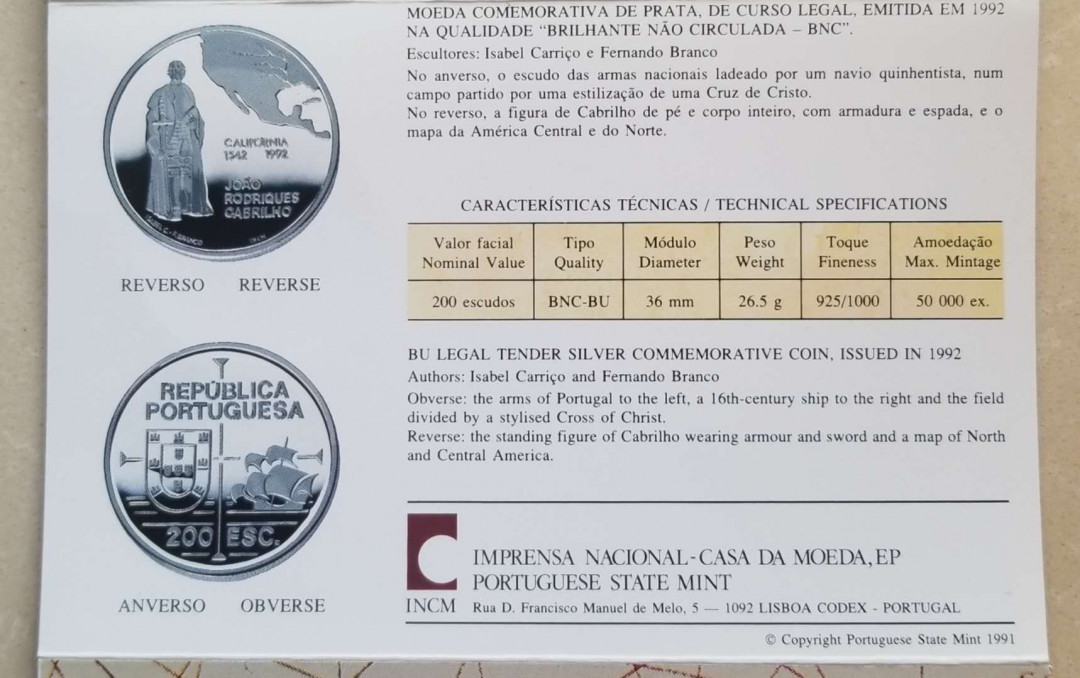 CALIFÓRNIA
1542 1992
JOÃO
RODRIGUES
CABRILHO
INCM
REVERSO REVERSE
REPÚBLICA
PORTUGUESA
200 ESC.
ANVERSO OBVERSE
MOEDA COMEMORATIVA DE PRATA, DE CURSO LEGAL, EMITIDA EM 1992
NA QUALIDADE “BRILHANTE NÃO CIRCULADA – BNC”.
Escultores: Isabel Carriço e Fernando Branco
No anverso, o escudo das armas nacionais ladeado por um navio quinhentista, num
campo partido por uma estilização de uma Cruz de Cristo.
No reverso, a figura de Cabrilho de pé e corpo inteiro, com armadura e espada, e o
mapa da América Central e do Norte.
CARACTERÍSTICAS TÉCNICAS / TECHNICAL SPECIFICATIONS
Valor facial Tipo Módulo Peso Toque Amoedação
Nominal Value Quality Diameter Weight Fineness Max. Mintage
200 escudos BNC-BU 36 mm 26.5 g 925/1000 50 000 ex.
BU LEGAL TENDER SILVER COMMEMORATIVE COIN, ISSUED IN 1992
Authors: Isabel Carriço and Fernando Branco
Obverse: the arms of Portugal to the left, a 16th-century ship to the right and the field
divided by a stylised Cross of Christ.
Reverse: the standing figure of Cabrilho wearing armour and sword and a map of North
and Central America.
INCM
IMPRENSA NACIONAL-CASA DA MOEDA, EP
PORTUGUESE STATE MINT
Rua D. Francisco Manuel de Melo, 5 — 1092 LISBOA CODEX - PORTUGAL
© Copyright Portuguese State Mint 1991